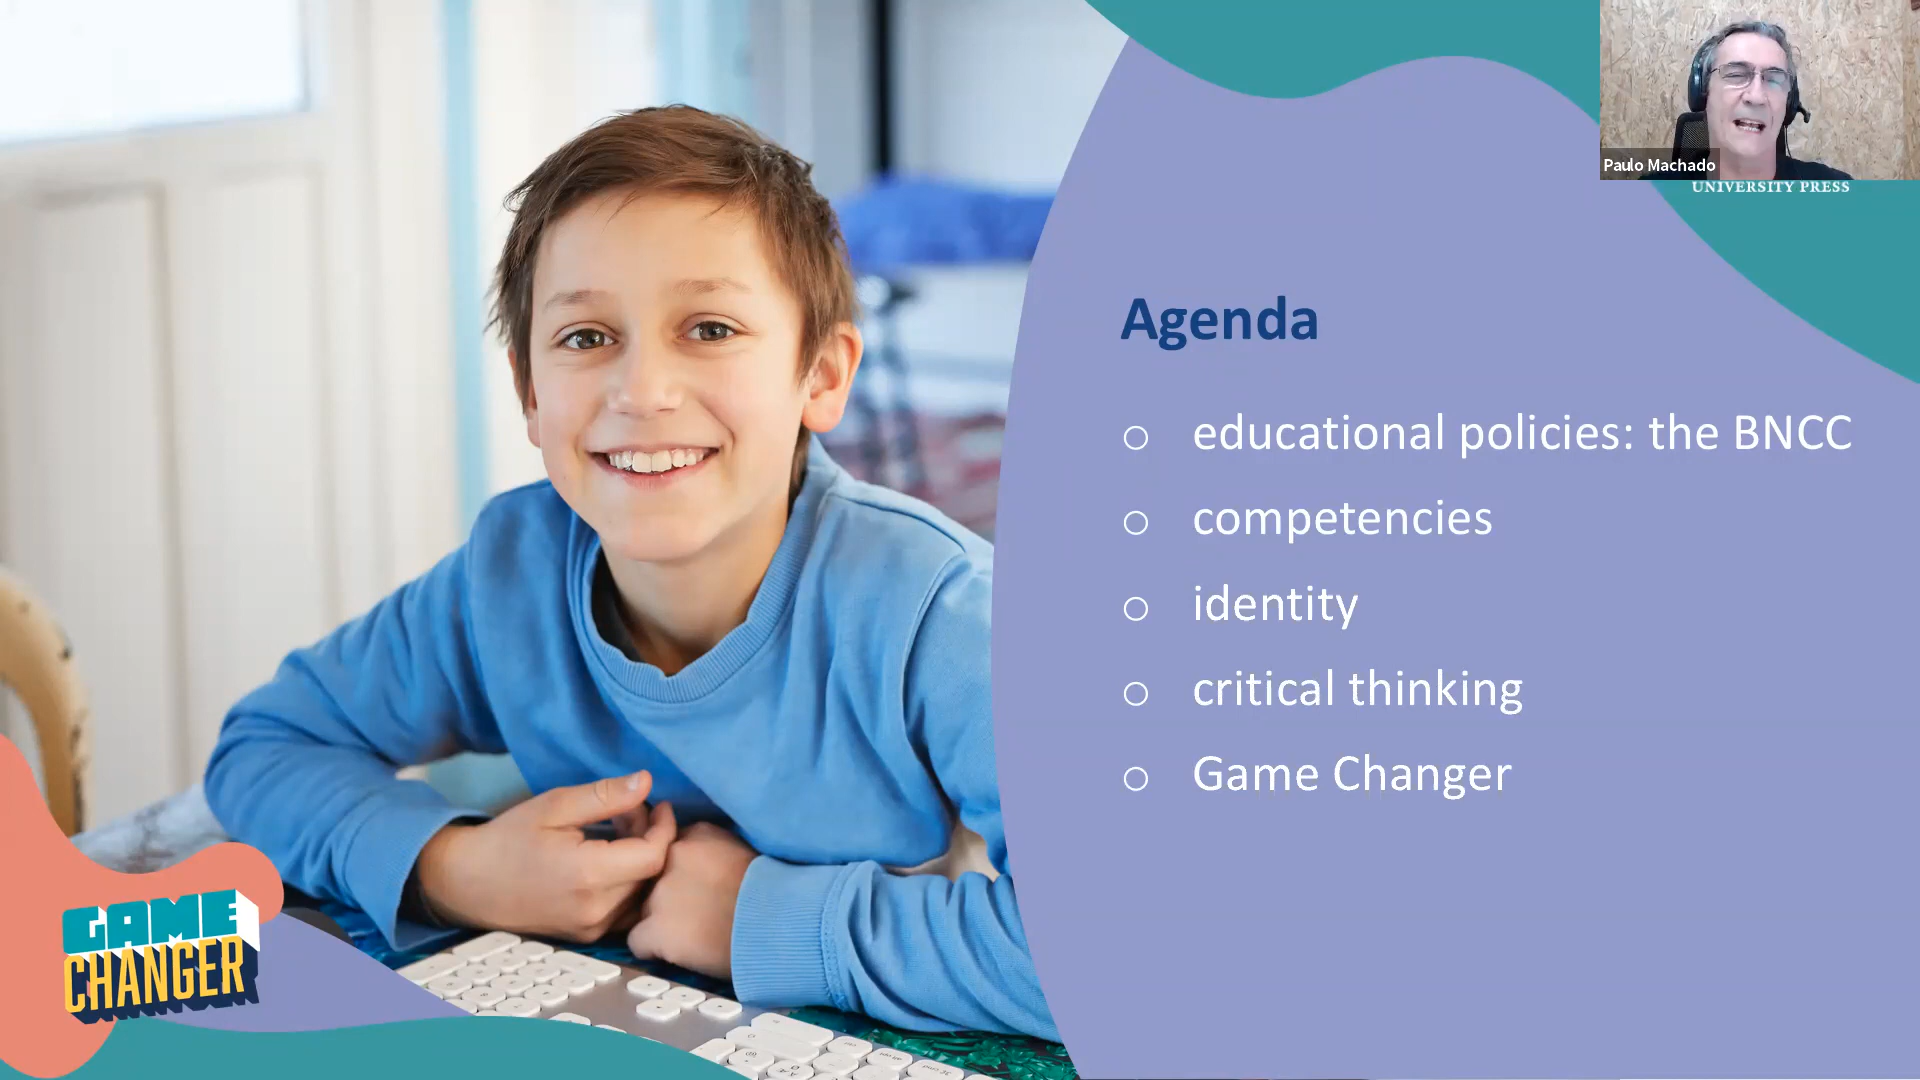 Paulo Machado
UNIVERSITY PRESS
Agenda
educational policies: the BNCC
competencies
identity
critical thinking
Game Changer
GAME
CHANGER